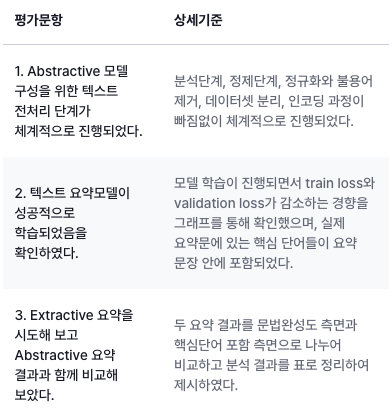 평가문항 상세기준
1. Abstractive 모델
구성을 위한 텍스트
전처리 단계가
체계적으로 진행되었다.
분석단계, 정제단계, 정규화와 불용어
제거, 데이터셋 분리, 인코딩 과정이
빠짐없이 체계적으로 진행되었다.
2. 텍스트 요약모델이
성공적으로
학습되었음을
확인하였다.
모델 학습이 진행되면서 train loss와
validation loss가 감소하는 경향을
그래프를 통해 확인했으며, 실제
요약문에 있는 핵심 단어들이 요약
문장 안에 포함되었다.
3. Extractive 요약을
시도해 보고
Abstractive 요약
결과과 함께 비교해
보았다.
두 요약 결과를 문법완성도 측면과
핵심단어 포함 측면으로 나누어
비교하고 분석 결과를 표로 정리하여
제시하였다.